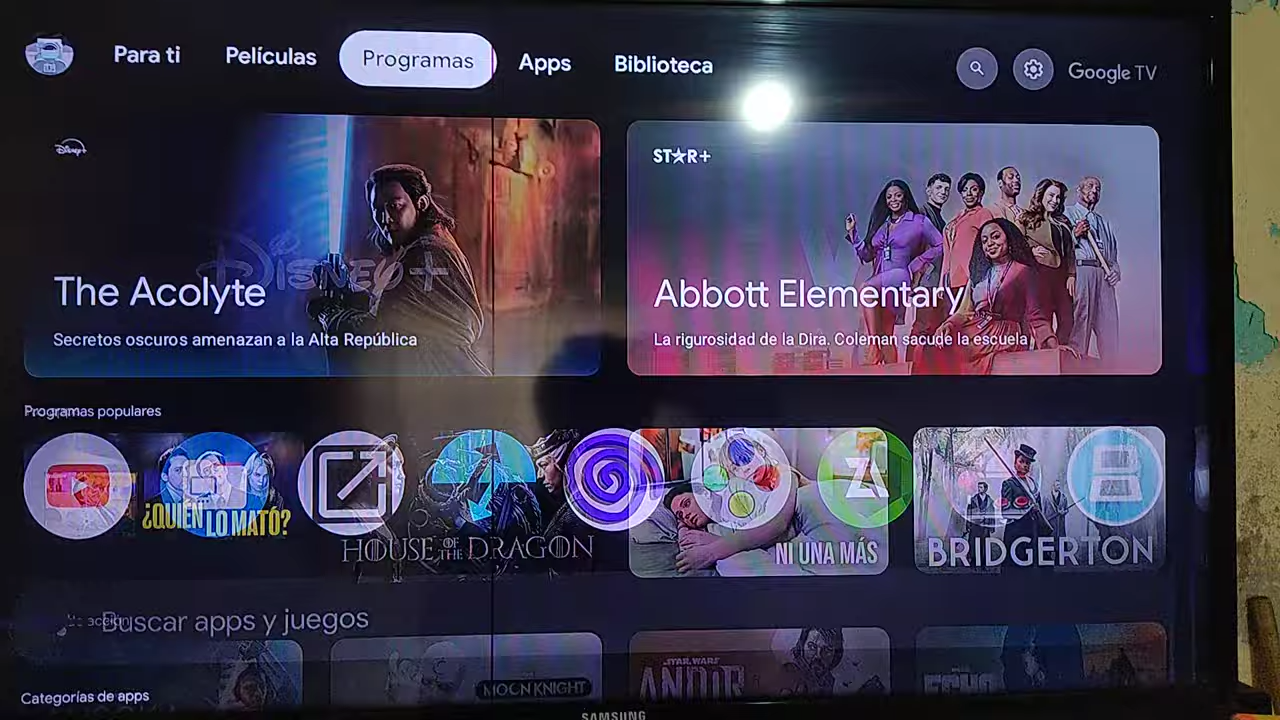 Para ti Películas Programas Apps Biblioteca Google TV
Disney+
STAR+
DISNEY+
The Acolyte
Secretos oscuros amenazan a la Alta República
Abbott Elementary
La rigurosidad de la Dira. Coleman sacude la escuela
Programas populares
¿QUIÉN LO MATÓ?
HOUSE OF THE DRAGON
NI UNA MÁS
BRIDGERTON
Buscar apps y juegos
MOON KNIGHT
STAR WARS
ANDOR
ECHO
Categorías de apps
SAMSUNG